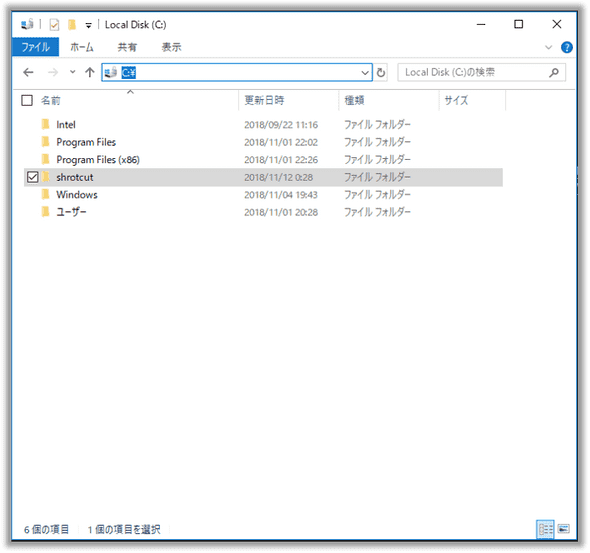 Local Disk (C:)
ファイル ホーム 共有 表示
C:¥ Local Disk (C:)の検索
名前 更新日時 種類 サイズ
Intel 2018/09/22 11:16 ファイル フォルダー
Program Files 2018/11/01 22:02 ファイル フォルダー
Program Files (x86) 2018/11/01 22:26 ファイル フォルダー
shrotcut 2018/11/12 0:28 ファイル フォルダー
Windows 2018/11/04 19:43 ファイル フォルダー
ユーザー 2018/11/01 20:28 ファイル フォルダー
6 個の項目 1 個の項目を選択